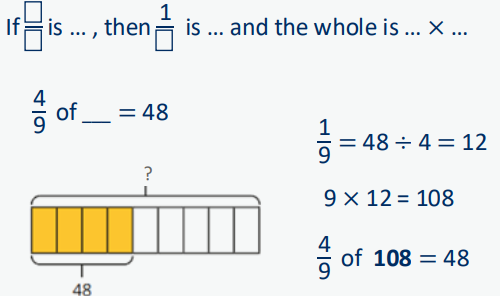 If □/□ is ... , then 1/□ is ... and the whole is ... × ...
4/9 of __ = 48
1/9 = 48 ÷ 4 = 12
?
9 × 12 = 108
4/9 of 108 = 48
48